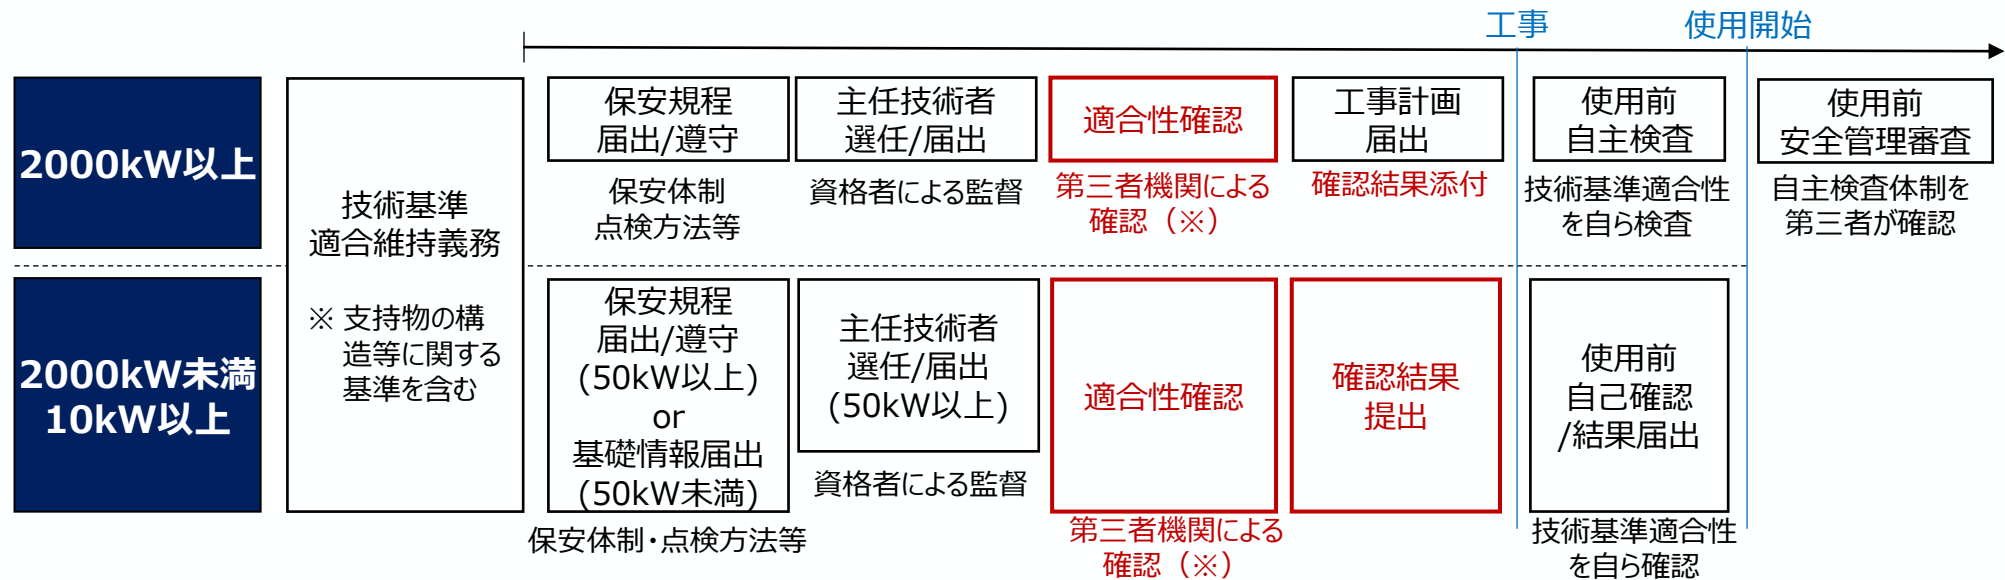 工事
使用開始
2000kW以上
技術基準
適合維持義務
※ 支持物の構
造等に関する
基準を含む
保安規程
届出/遵守
保安体制
点検方法等
主任技術者
選任/届出
資格者による監督
適合性確認
第三者機関による
確認（※）
工事計画
届出
確認結果添付
使用前
自主検査
技術基準適合性
を自ら検査
使用前
安全管理審査
自主検査体制を
第三者が確認
2000kW未満
10kW以上
保安規程
届出/遵守
(50kW以上)
or
基礎情報届出
(50kW未満)
保安体制・点検方法等
主任技術者
選任/届出
(50kW以上)
資格者による監督
適合性確認
第三者機関による
確認（※）
確認結果
提出
使用前
自己確認
/結果届出
技術基準適合性
を自ら確認